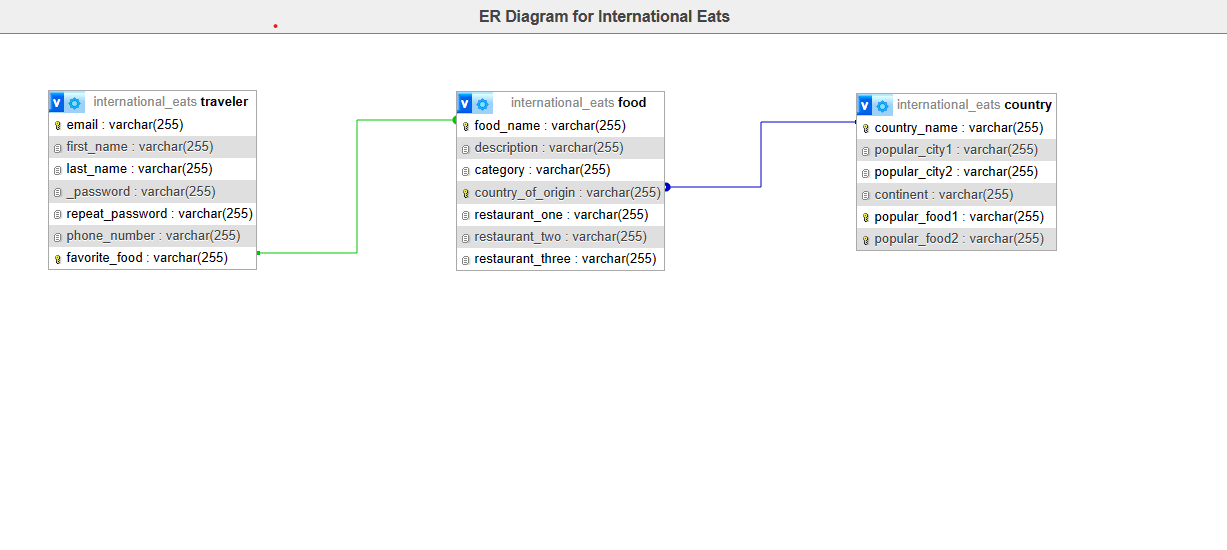 ER Diagram for International Eats
v international_eats traveler
email : varchar(255)
first_name : varchar(255)
last_name : varchar(255)
_password : varchar(255)
repeat_password : varchar(255)
phone_number : varchar(255)
favorite_food : varchar(255)
v international_eats food
food_name : varchar(255)
description : varchar(255)
category : varchar(255)
country_of_origin : varchar(255)
restaurant_one : varchar(255)
restaurant_two : varchar(255)
restaurant_three : varchar(255)
v international_eats country
country_name : varchar(255)
popular_city1 : varchar(255)
popular_city2 : varchar(255)
continent : varchar(255)
popular_food1 : varchar(255)
popular_food2 : varchar(255)